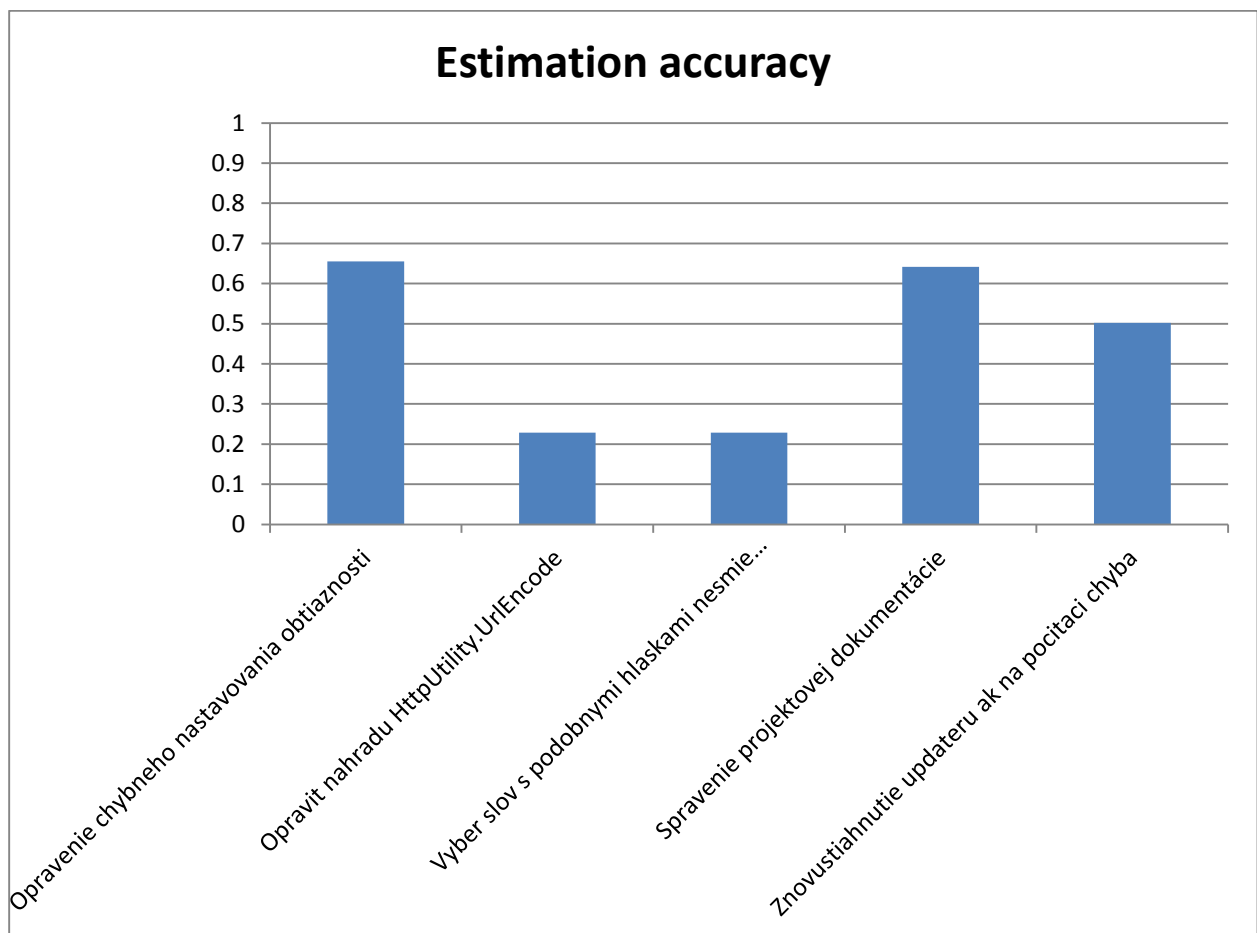 Estimation accuracy
1
0.9
0.8
0.7
0.6
0.5
0.4
0.3
0.2
0.1
0
Opravenie chybneho nastavovania obtiaznosti
Opravit nahradu HttpUtility.UrlEncode
Vyber slov s podobnymi hlaskami nesmie…
Spravenie projektovej dokumentácie
Znovustiahnutie updateru ak na pocitaci chyba